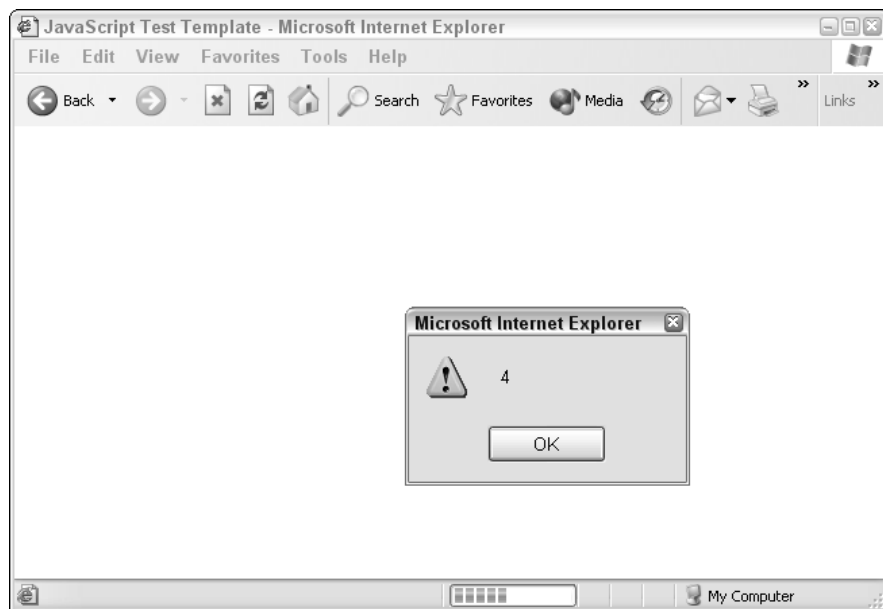 JavaScript Test Template - Microsoft Internet Explorer
File Edit View Favorites Tools Help
Back Search Favorites Media » Links »
Microsoft Internet Explorer
4
OK
My Computer